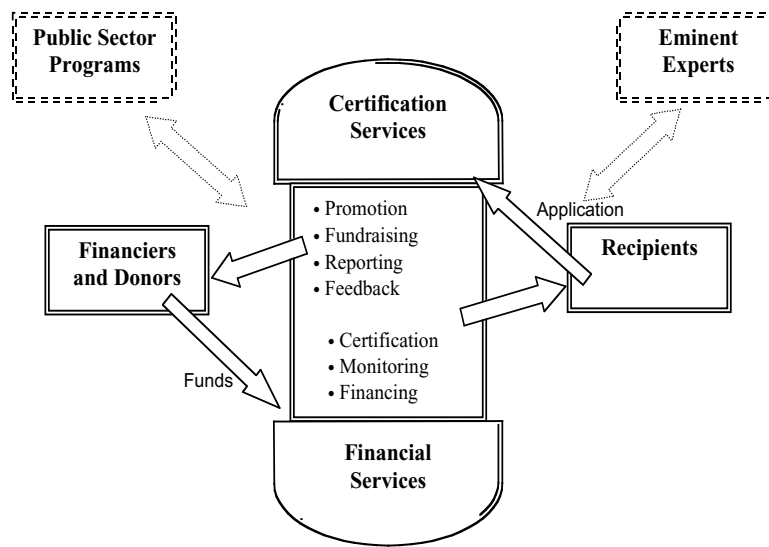 Public Sector
Programs
Eminent
Experts
Certification
Services
• Promotion
• Fundraising
• Reporting
• Feedback
Application
Financiers
and Donors
Recipients
• Certification
• Monitoring
• Financing
Funds
Financial
Services